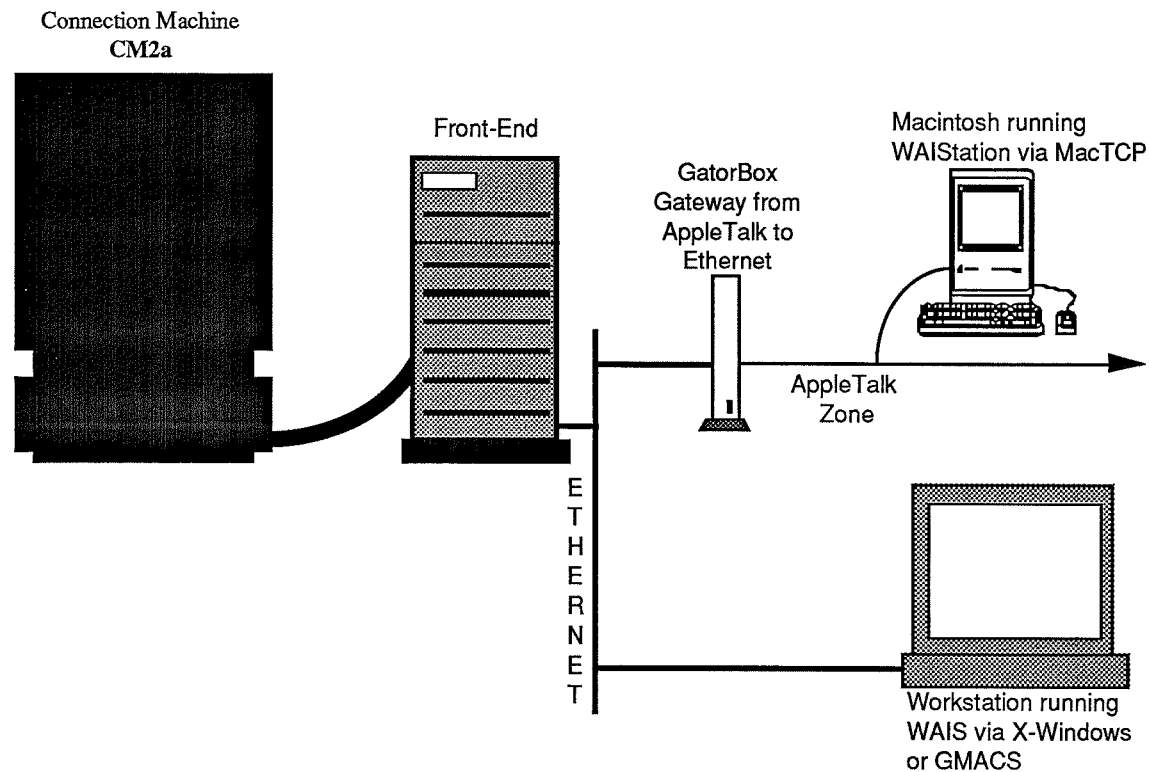 Connection Machine
CM2a
Front-End
GatorBox
Gateway from
AppleTalk to
Ethernet
Macintosh running
WAIStation via MacTCP
AppleTalk
Zone
ETHERNET
Workstation running
WAIS via X-Windows
or GMACS